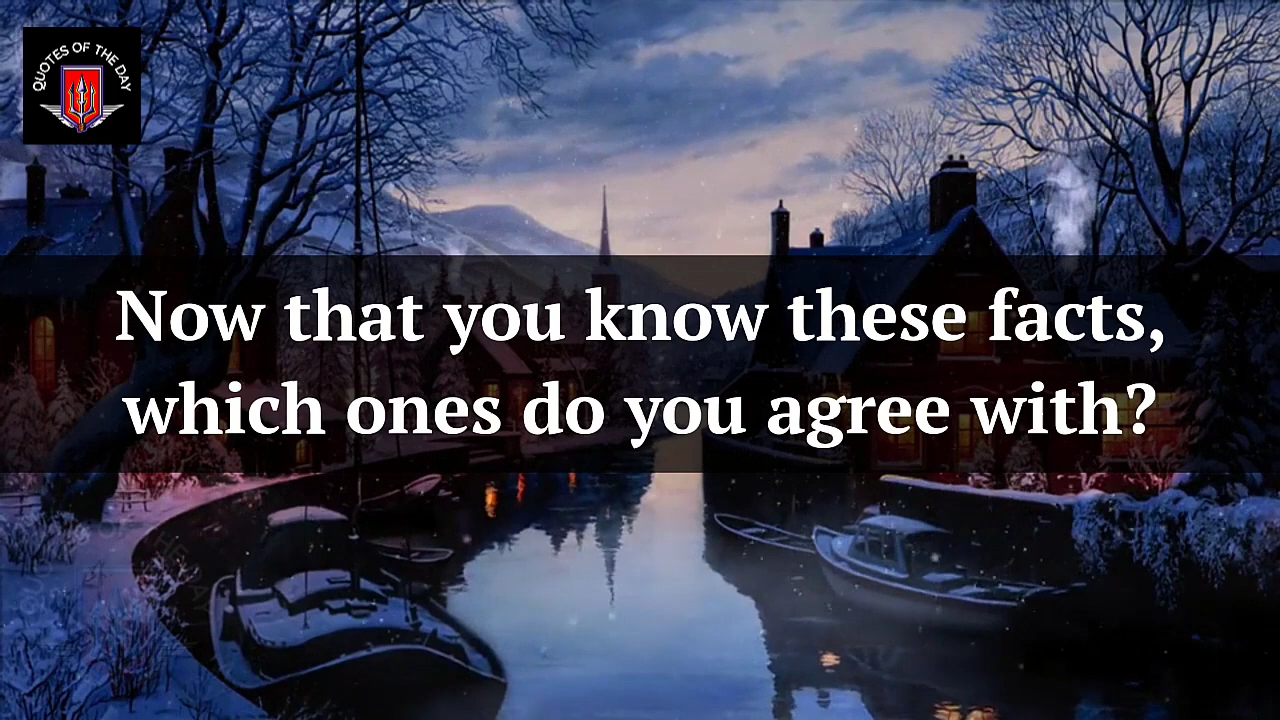 QUOTES OF THE DAY
Now that you know these facts,
which ones do you agree with?